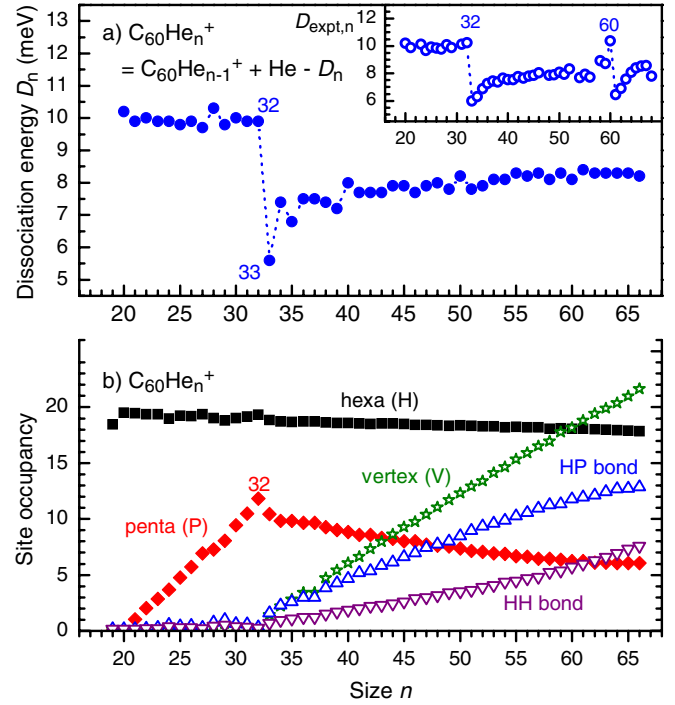 a) C₆₀Heₙ⁺
= C₆₀Heₙ₋₁⁺ + He - Dₙ
Dissociation energy Dₙ (meV)
13
12
11
10
9
8
7
6
5
32
33
20 25 30 35 40 45 50 55 60 65
D_expt,n
10
8
6
32
60
20 30 40 50 60
b) C₆₀Heₙ⁺
Site occupancy
20
15
10
5
0
hexa (H)
32
penta (P)
vertex (V)
HP bond
HH bond
20 25 30 35 40 45 50 55 60 65
Size n